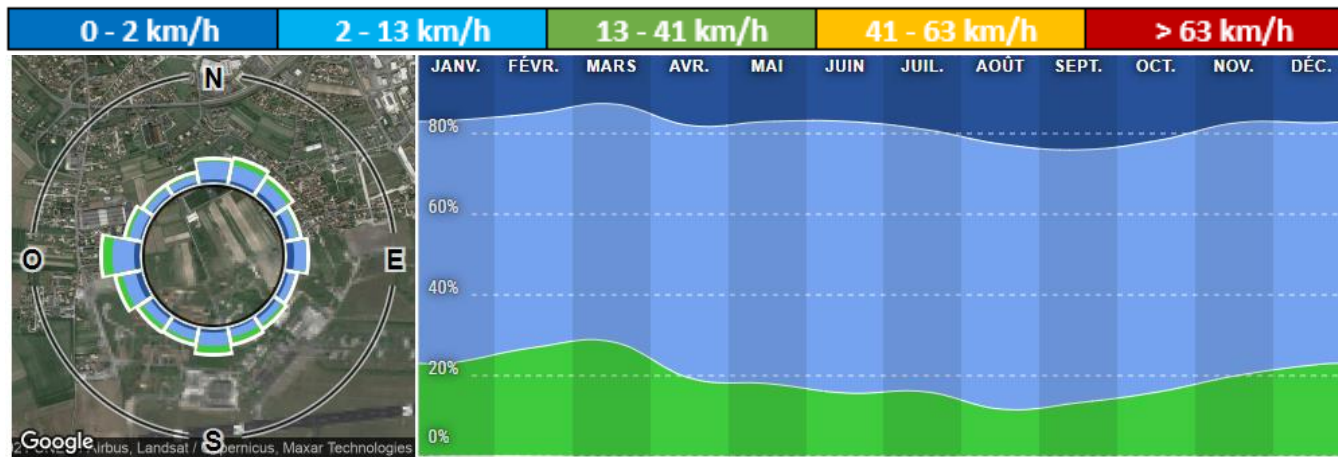 0 - 2 km/h 2 - 13 km/h 13 - 41 km/h 41 - 63 km/h > 63 km/h
JANV. FÉVR. MARS AVR. MAI JUIN JUIL. AOÛT SEPT. OCT. NOV. DÉC.
N
80%
60%
O E
40%
20%
S
0%
Google
Airbus, Landsat / Copernicus, Maxar Technologies